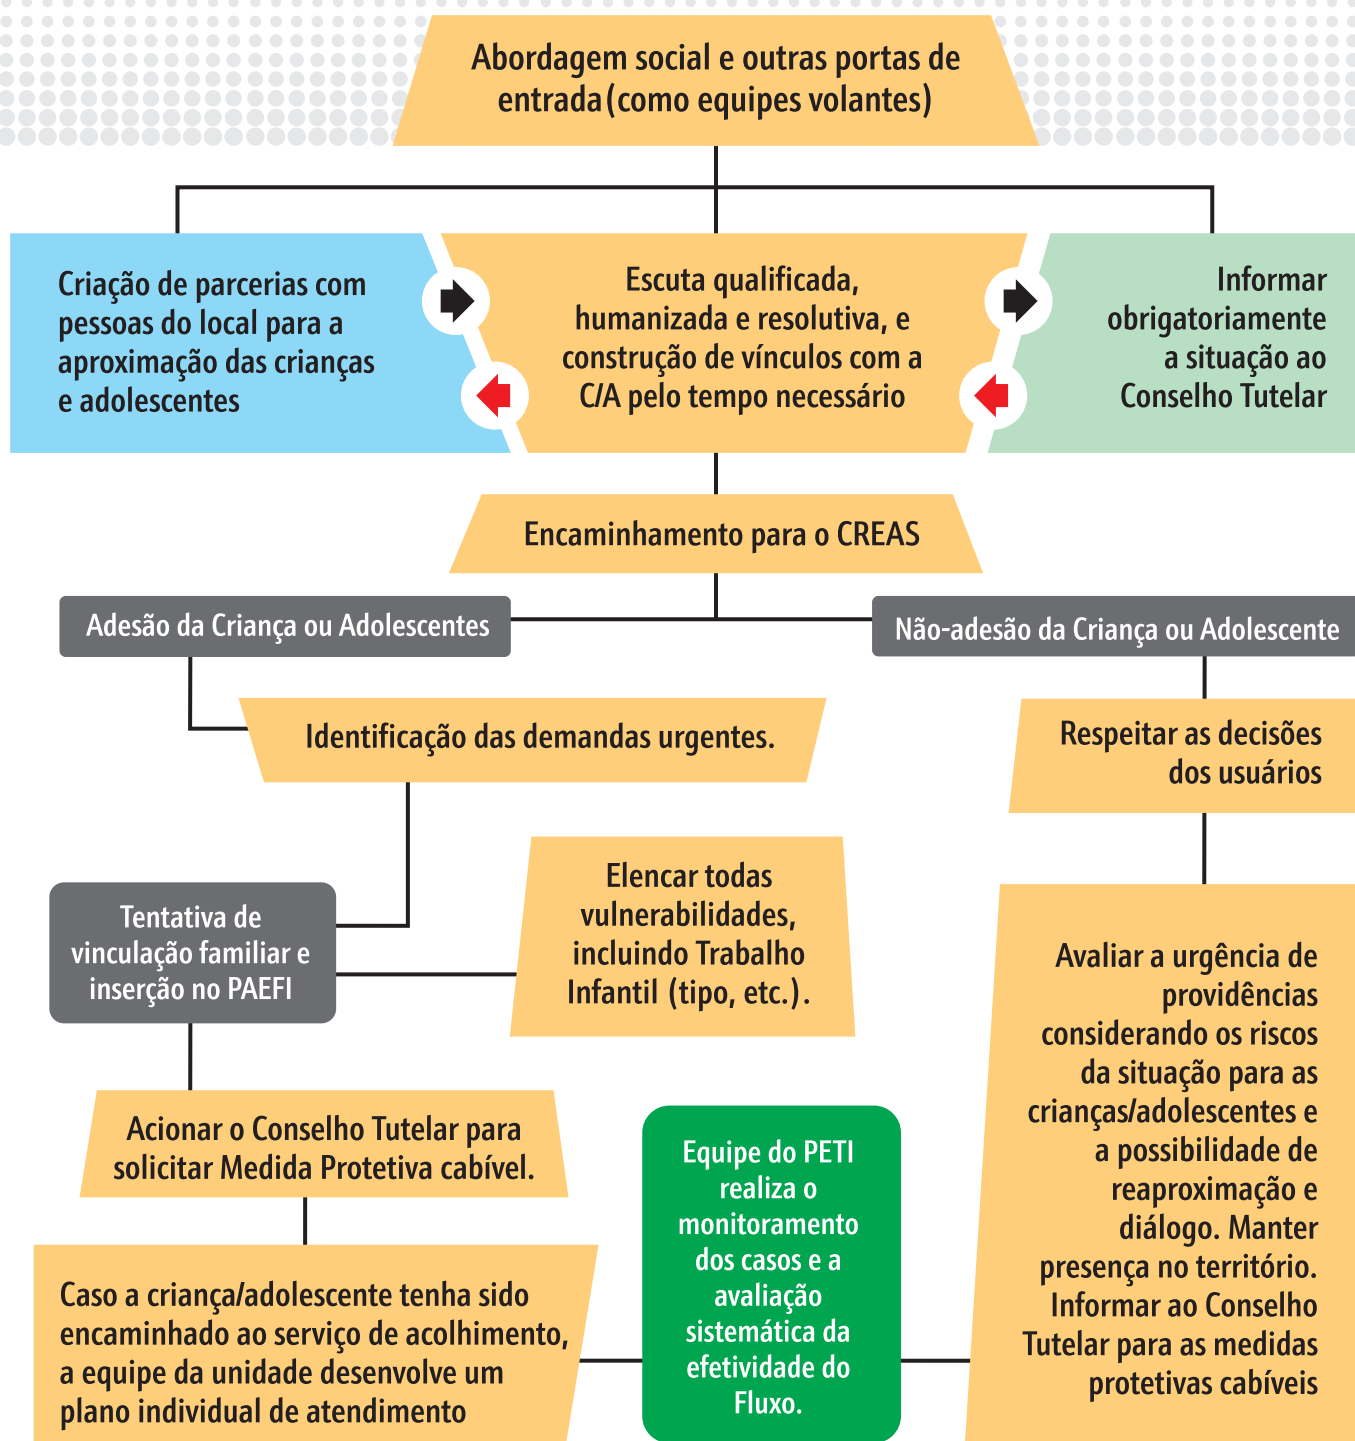 Abordagem social e outras portas de
entrada (como equipes volantes)
Criação de parcerias com
pessoas do local para a
aproximação das crianças
e adolescentes
Escuta qualificada,
humanizada e resolutiva, e
construção de vínculos com a
C/A pelo tempo necessário
Informar
obrigatoriamente
a situação ao
Conselho Tutelar
Encaminhamento para o CREAS
Adesão da Criança ou Adolescentes
Não-adesão da Criança ou Adolescente
Identificação das demandas urgentes.
Respeitar as decisões
dos usuários
Elencar todas
vulnerabilidades,
incluindo Trabalho
Infantil (tipo, etc.).
Tentativa de
vinculação familiar e
inserção no PAEFI
Avaliar a urgência de
providências
considerando os riscos
da situação para as
crianças/adolescentes e
a possibilidade de
reaproximação e
diálogo. Manter
presença no território.
Informar ao Conselho
Tutelar para as medidas
protetivas cabíveis
Acionar o Conselho Tutelar para
solicitar Medida Protetiva cabível.
Equipe do PETI
realiza o
monitoramento
dos casos e a
avaliação
sistemática da
efetividade do
Fluxo.
Caso a criança/adolescente tenha sido
encaminhado ao serviço de acolhimento,
a equipe da unidade desenvolve um
plano individual de atendimento